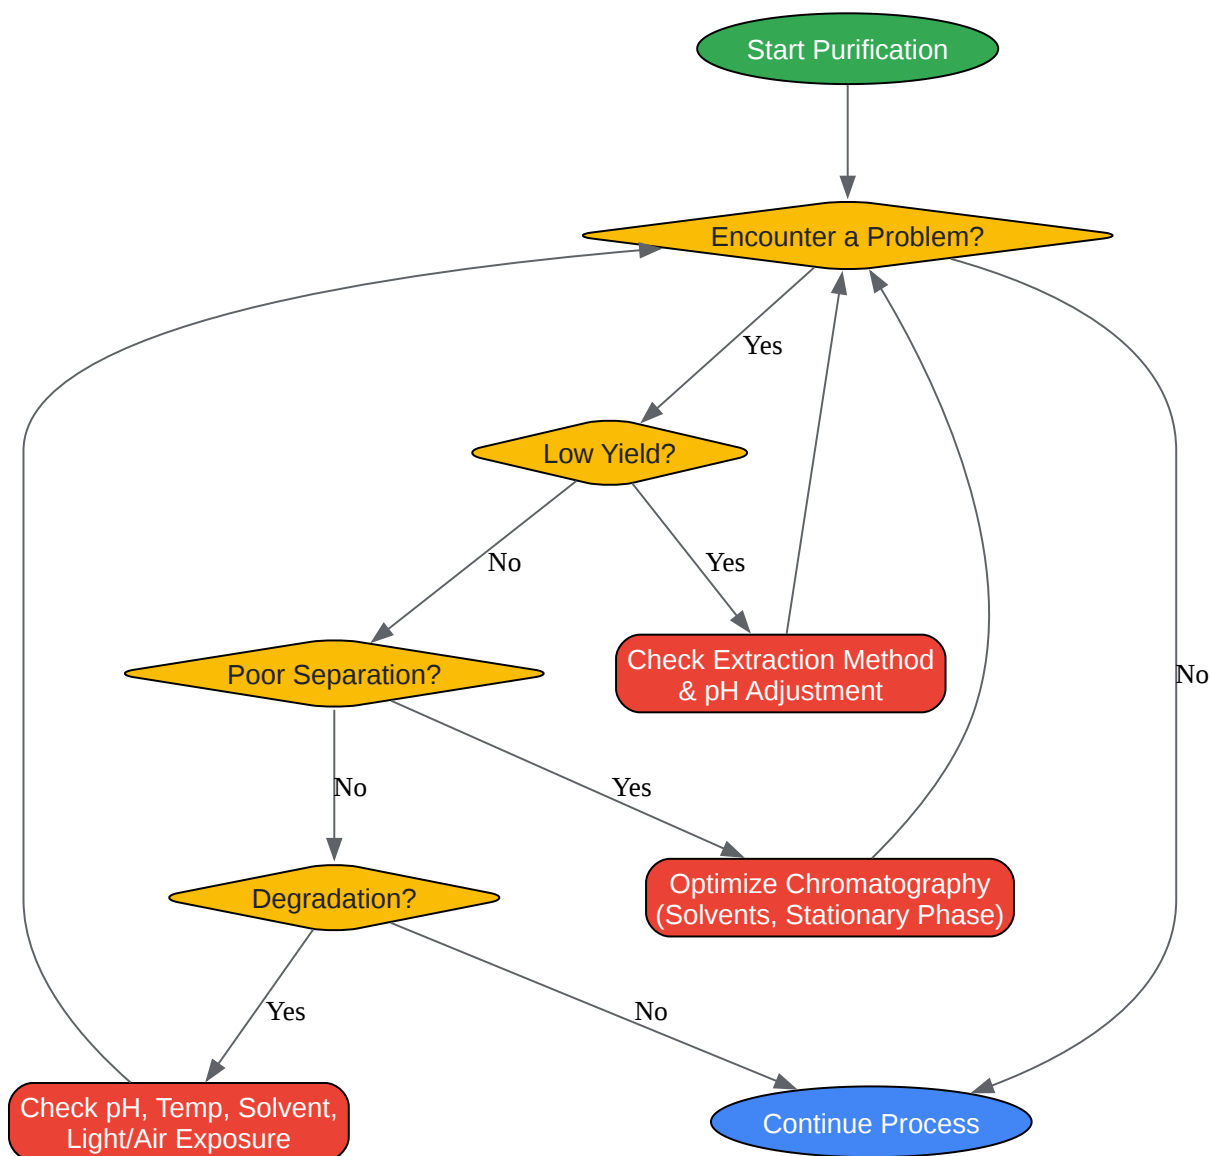 Start Purification
Encounter a Problem?
Yes
Low Yield?
No
Yes
Check Extraction Method
& pH Adjustment
Poor Separation?
No
No
Yes
Optimize Chromatography
(Solvents, Stationary Phase)
Degradation?
Yes
No
Check pH, Temp, Solvent,
Light/Air Exposure
Continue Process